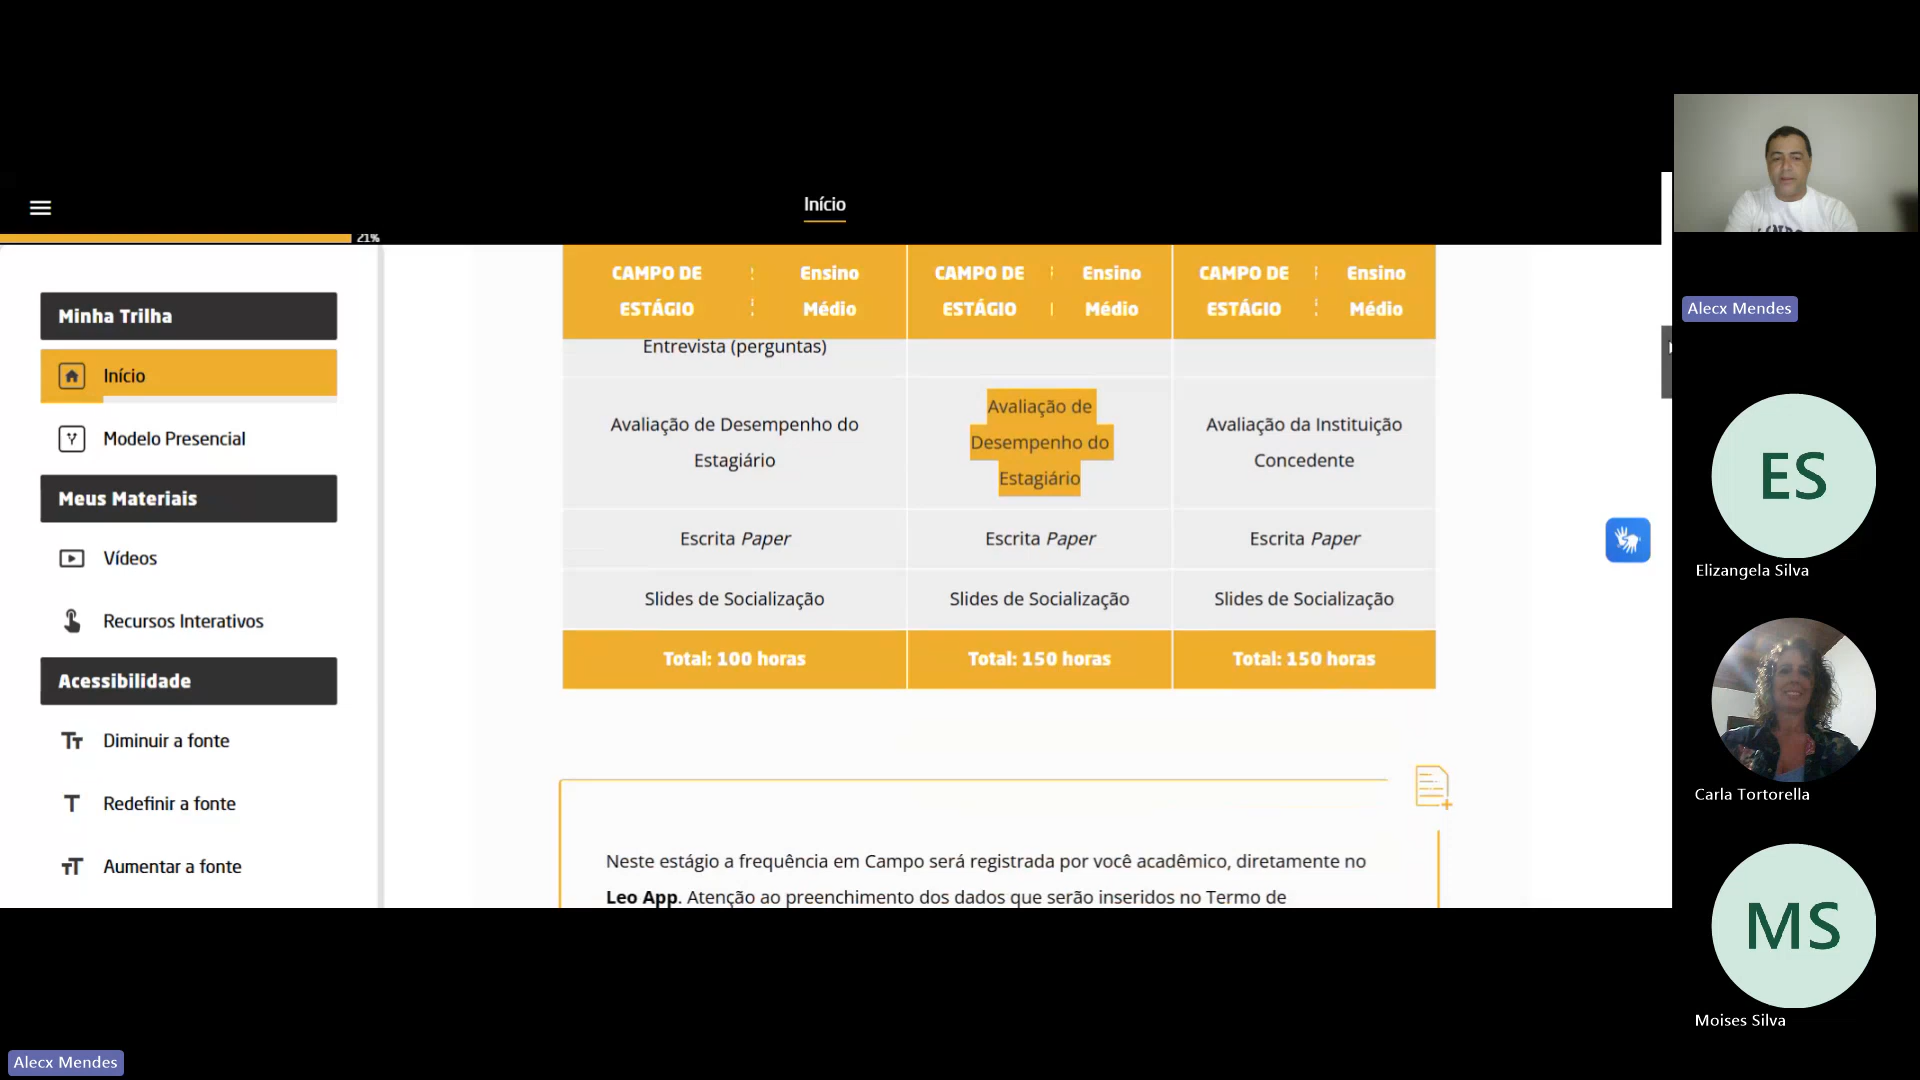 Início
21%
Minha Trilha
Início
Modelo Presencial
Meus Materiais
Vídeos
Recursos Interativos
Acessibilidade
Diminuir a fonte
Redefinir a fonte
Aumentar a fonte
CAMPO DE ESTÁGIO Ensino Médio
CAMPO DE ESTÁGIO Ensino Médio
CAMPO DE ESTÁGIO Ensino Médio
Entrevista (perguntas)
Avaliação de Desempenho do
Estagiário
Avaliação de
Desempenho do
Estagiário
Avaliação da Instituição
Concedente
Escrita Paper
Escrita Paper
Escrita Paper
Slides de Socialização
Slides de Socialização
Slides de Socialização
Total: 100 horas
Total: 150 horas
Total: 150 horas
Neste estágio a frequência em Campo será registrada por você acadêmico, diretamente no
Leo App. Atenção ao preenchimento dos dados que serão inseridos no Termo de
Alecx Mendes
ES
Elizangela Silva
Carla Tortorella
MS
Moises Silva
Alecx Mendes